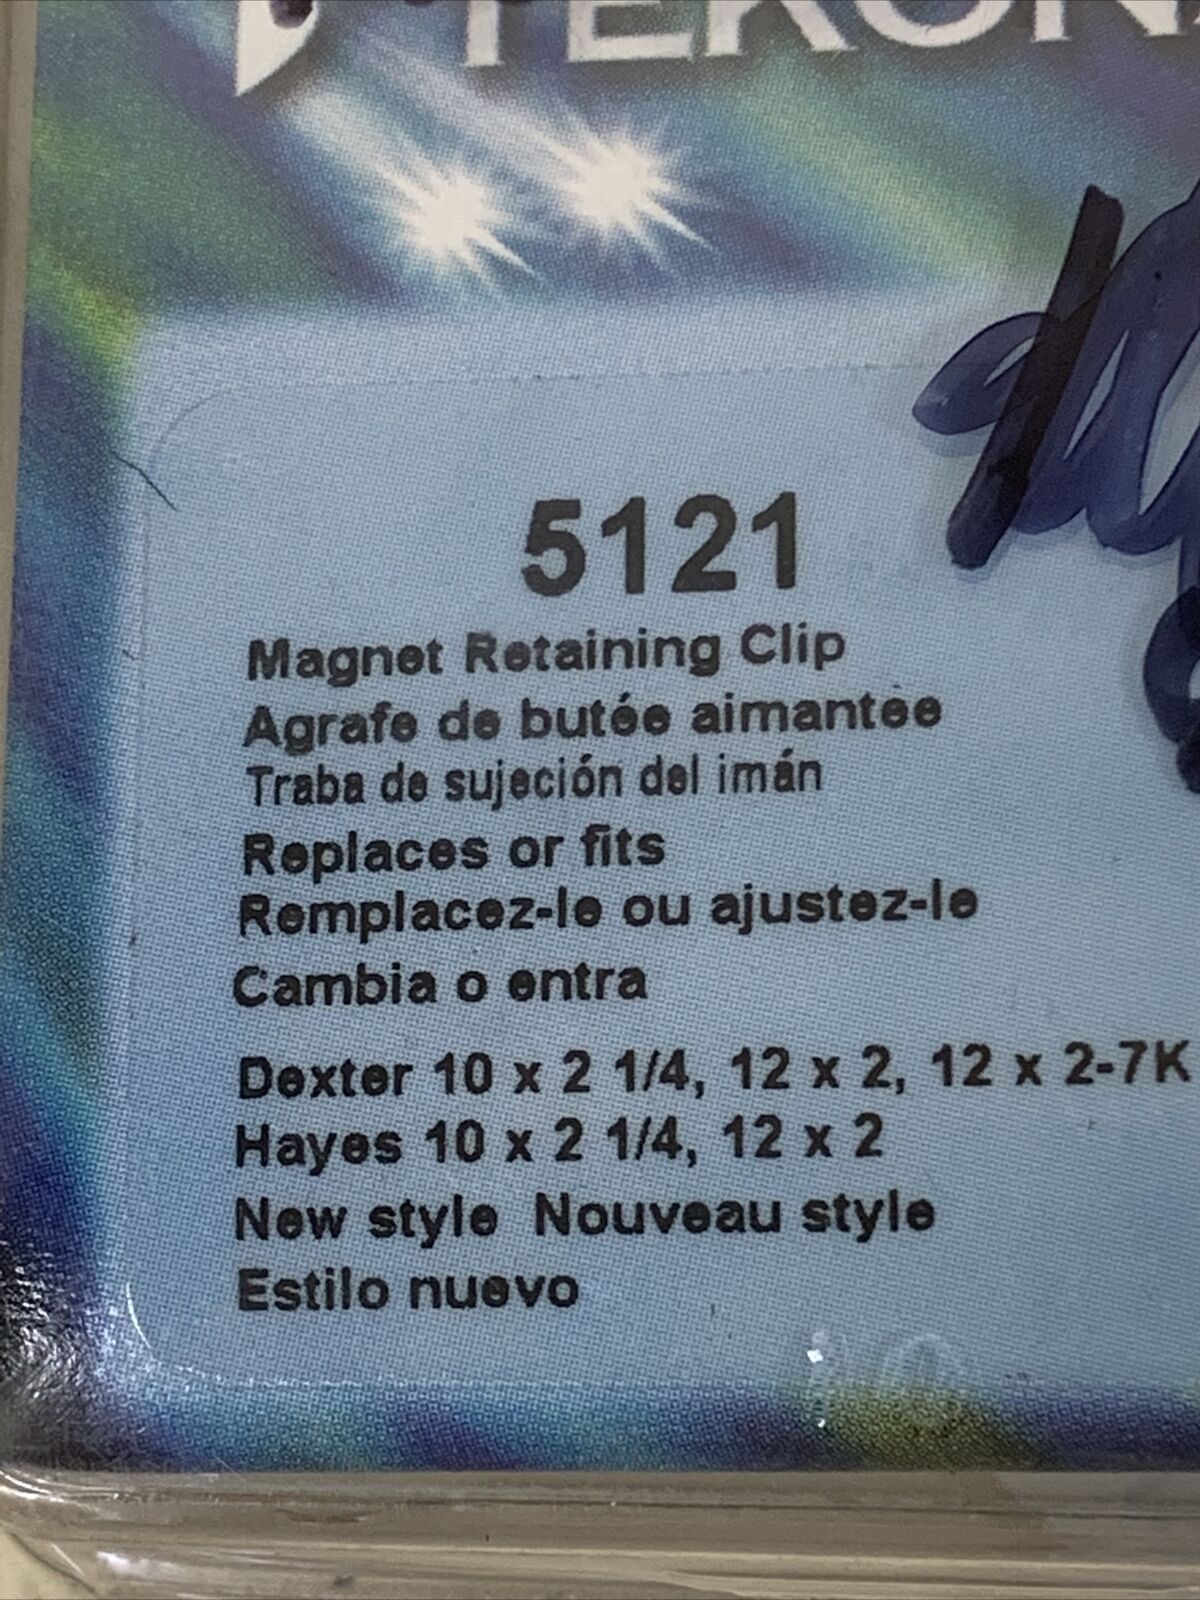 5121
Magnet Retaining Clip
Agrafe de butée aimantée
Traba de sujeción del imán
Replaces or fits
Remplacez-le ou ajustez-le
Cambia o entra
Dexter 10 x 2 1/4, 12 x 2, 12 x 2-7K
Hayes 10 x 2 1/4, 12 x 2
New style Nouveau style
Estilo nuevo